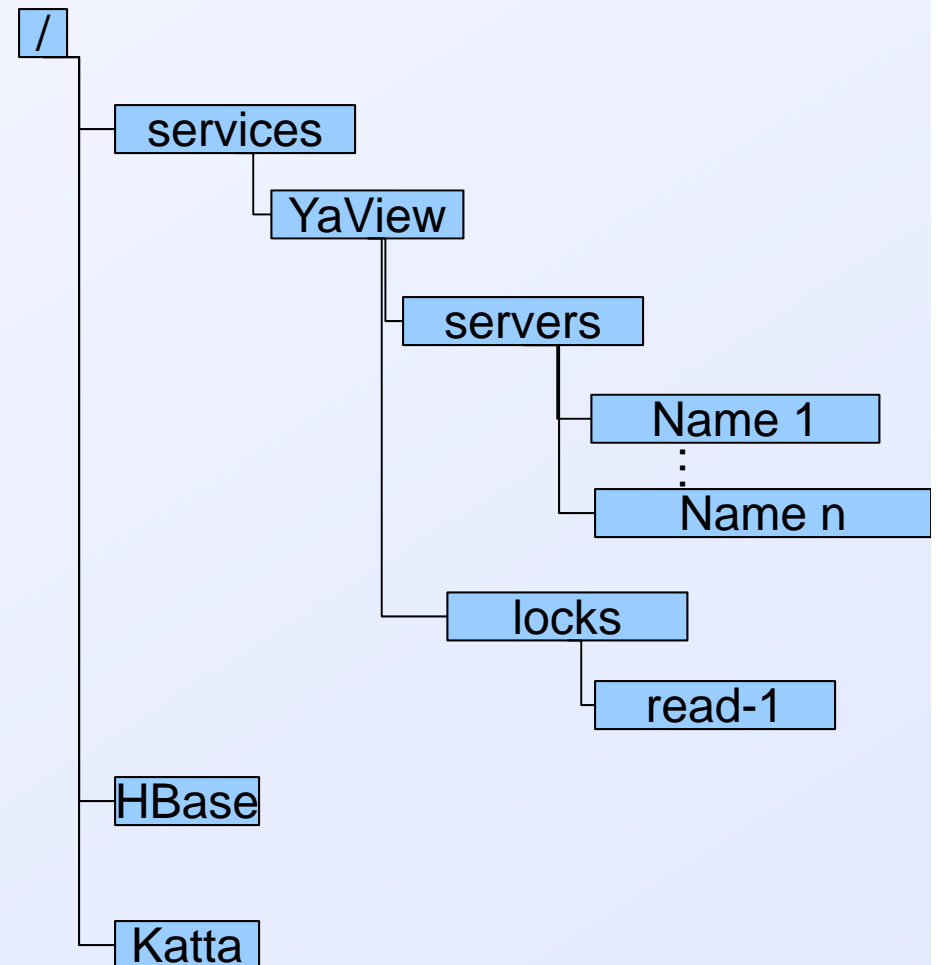 /
services
YaView
servers
Name 1
Name n
locks
read-1
HBase
Katta